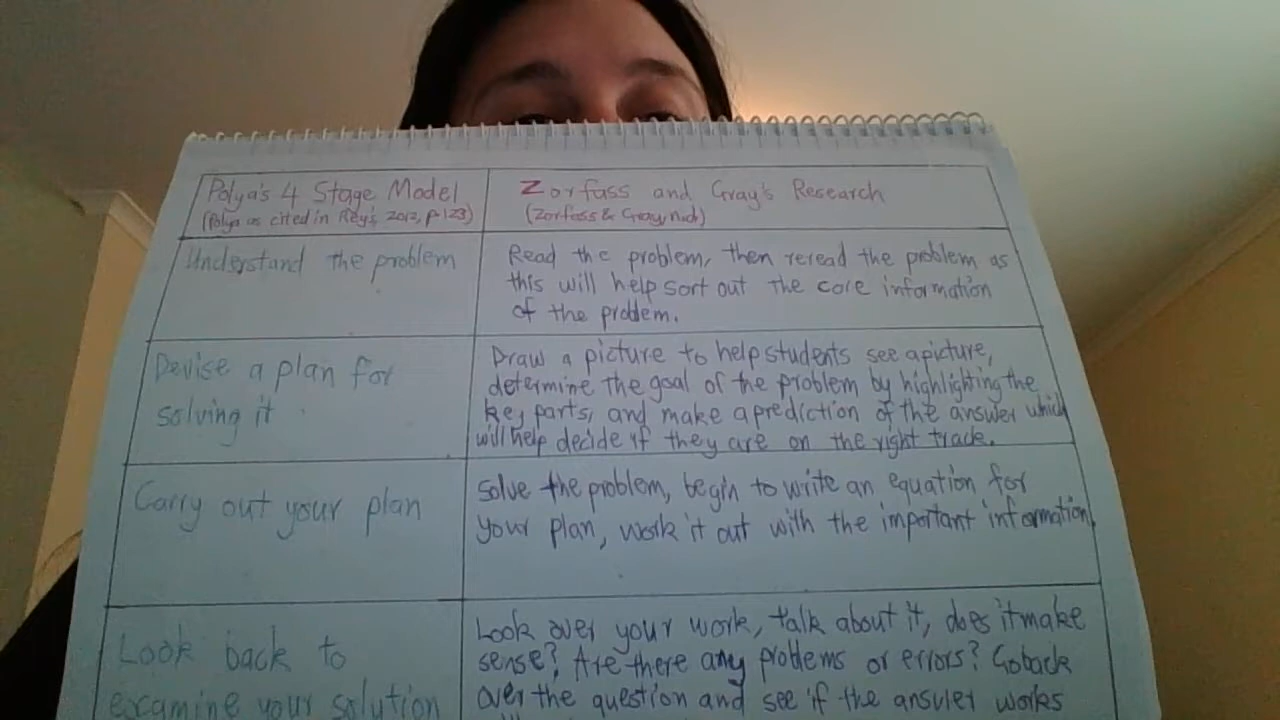 Polya's 4 Stage Model
(Polya as cited in Rey's 2012, p.123)
Zorfass and Gray's Research
(Zorfass & Gray, n.d)
Understand the problem
Read the problem, then reread the problem as
this will help sort out the core information
of the problem.
Devise a plan for
solving it
Draw a picture to help students see a picture,
determine the goal of the problem by highlighting the
key parts, and make a prediction of the answer which
will help decide if they are on the right track.
Carry out your plan
Solve the problem, begin to write an equation for
your plan, work it out with the important information.
Look back to
examine your solution
Look over your work, talk about it, does it make
sense? Are there any problems or errors? Go back
over the question and see if the answer works